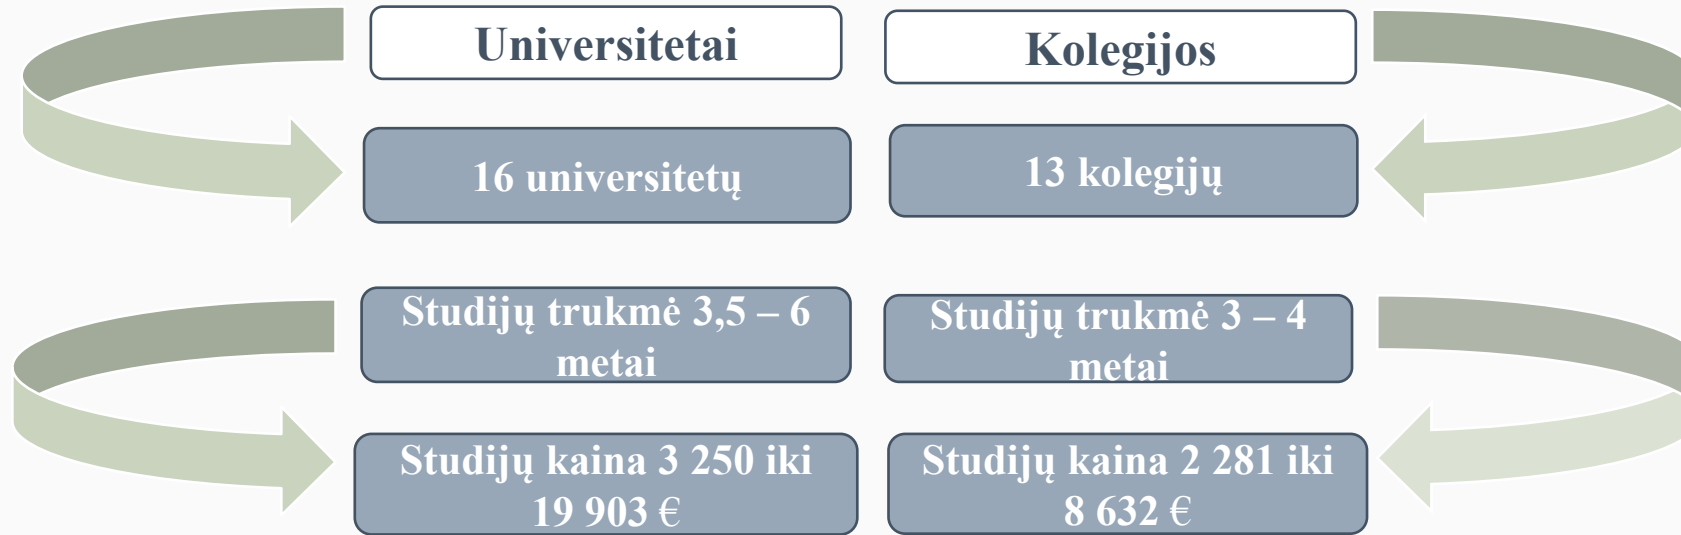 Universitetai
Kolegijos
16 universitetų
13 kolegijų
Studijų trukmė 3,5 – 6
metai
Studijų trukmė 3 – 4
metai
Studijų kaina 3 250 iki
19 903 €
Studijų kaina 2 281 iki
8 632 €